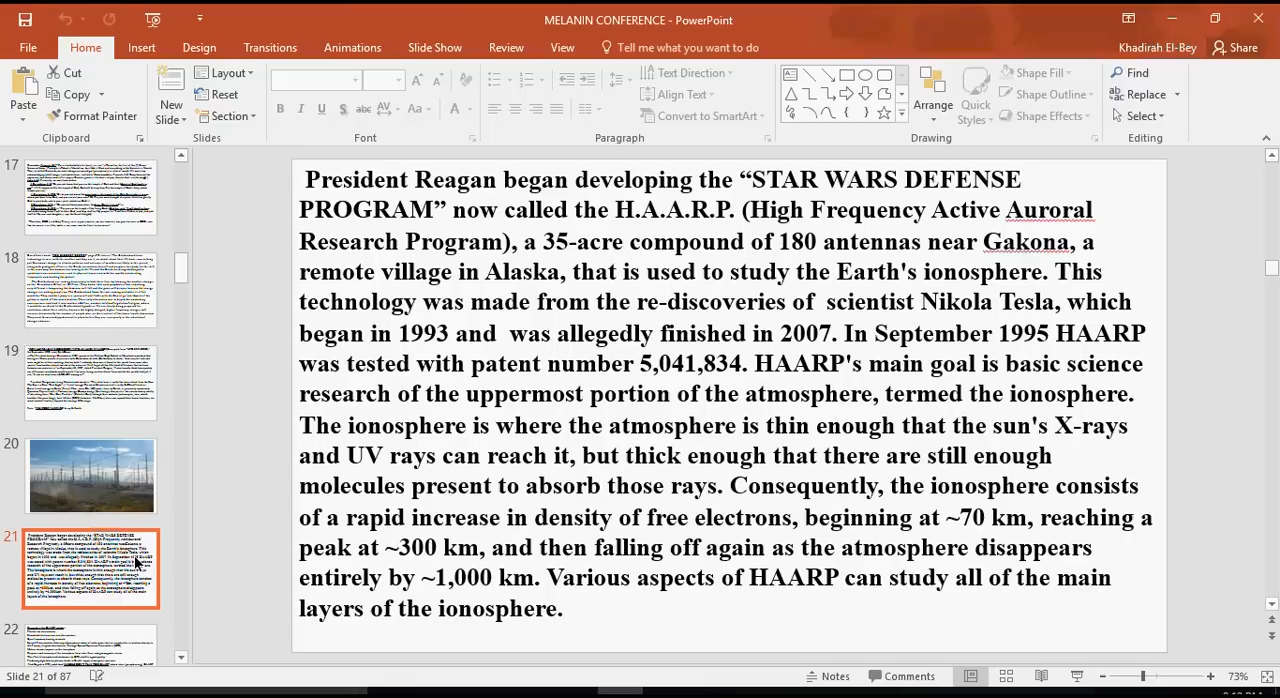 MELANIN CONFERENCE - PowerPoint
File Home Insert Design Transitions Animations Slide Show Review View Tell me what you want to do Khadirah El-Bey Share
Cut
Copy
Format Painter
Paste
Clipboard
New
Slide
Layout
Reset
Section
Slides
B I U S abc AV Aa A
Font
Text Direction
Align Text
Convert to SmartArt
Paragraph
Arrange
Quick
Styles
Shape Fill
Shape Outline
Shape Effects
Drawing
Find
Replace
Select
Editing
17
18
19
20
21
22
President Reagan began developing the “STAR WARS DEFENSE
PROGRAM” now called the H.A.A.R.P. (High Frequency Active Auroral
Research Program), a 35-acre compound of 180 antennas near Gakona, a
remote village in Alaska, that is used to study the Earth's ionosphere. This
technology was made from the re-discoveries of scientist Nikola Tesla, which
began in 1993 and was allegedly finished in 2007. In September 1995 HAARP
was tested with patent number 5,041,834. HAARP's main goal is basic science
research of the uppermost portion of the atmosphere, termed the ionosphere.
The ionosphere is where the atmosphere is thin enough that the sun's X-rays
and UV rays can reach it, but thick enough that there are still enough
molecules present to absorb those rays. Consequently, the ionosphere consists
of a rapid increase in density of free electrons, beginning at ~70 km, reaching a
peak at ~300 km, and then falling off again as the atmosphere disappears
entirely by ~1,000 km. Various aspects of HAARP can study all of the main
layers of the ionosphere.
Slide 21 of 87 Notes Comments 73%